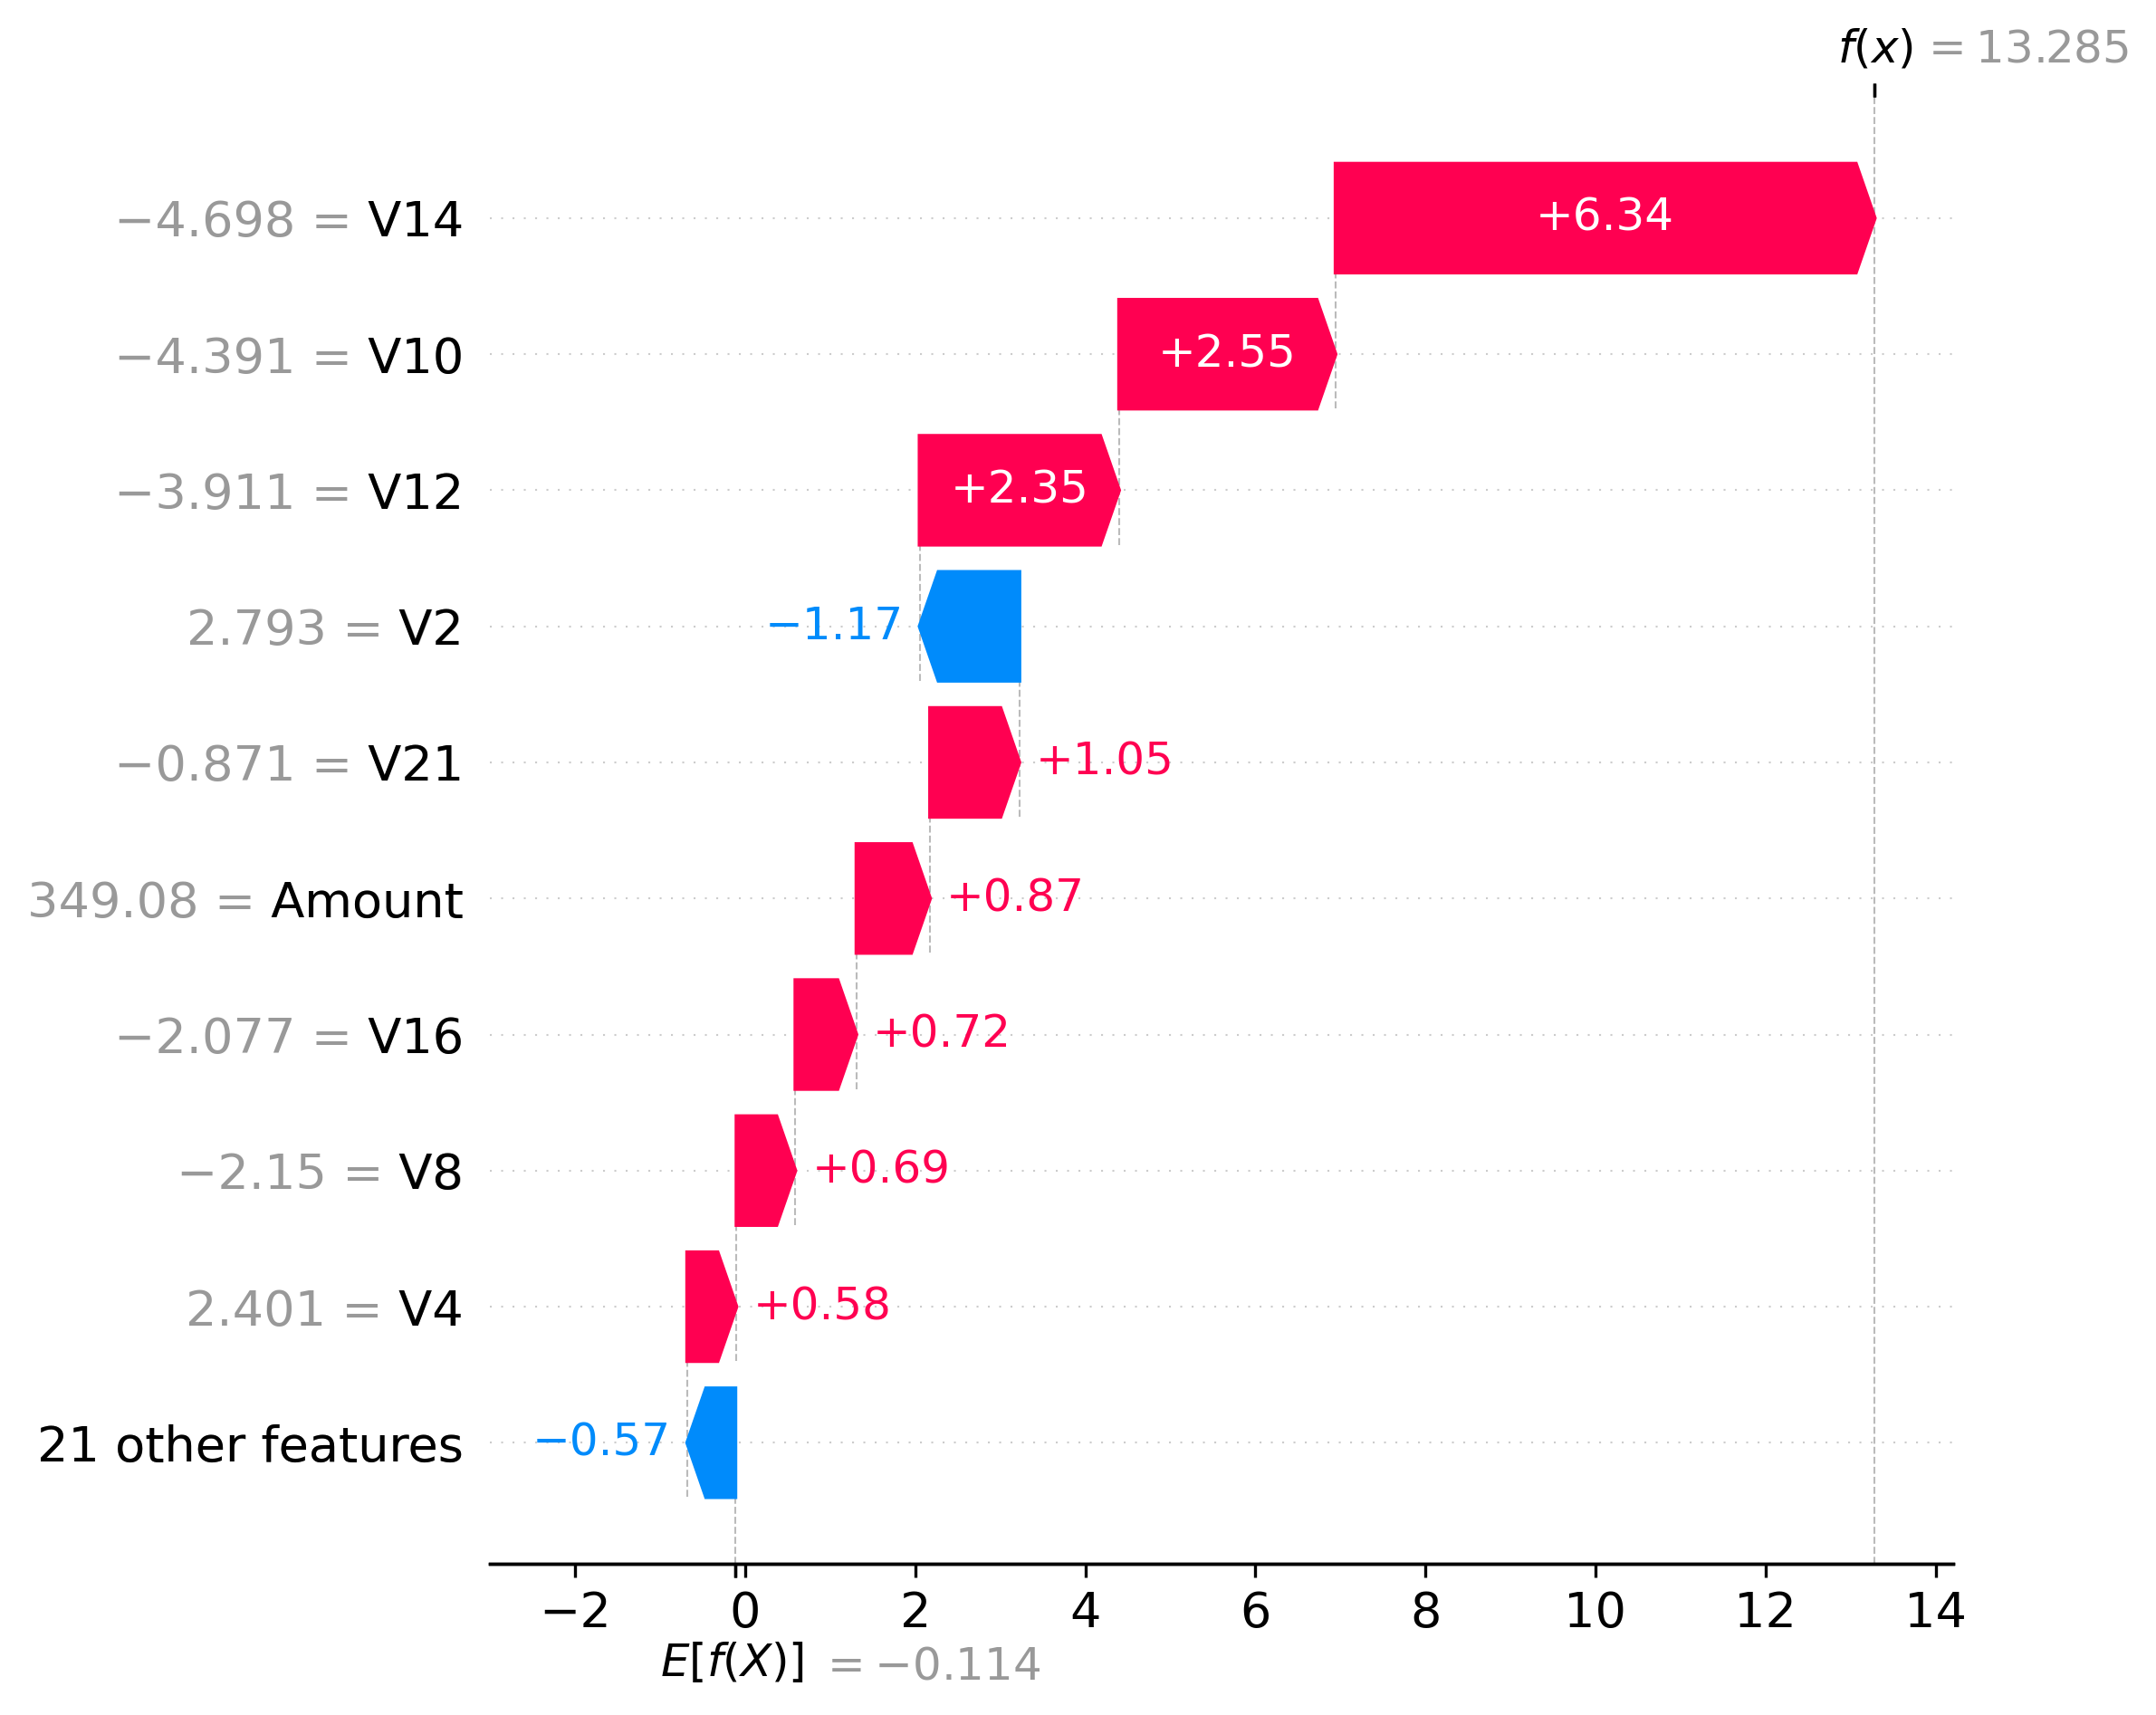 f(x) = 13.285
−4.698 = V14 +6.34
−4.391 = V10 +2.55
−3.911 = V12 +2.35
2.793 = V2 −1.17
−0.871 = V21 +1.05
349.08 = Amount +0.87
−2.077 = V16 +0.72
−2.15 = V8 +0.69
2.401 = V4 +0.58
21 other features −0.57
−2 0 2 4 6 8 10 12 14
E[f(X)] = −0.114